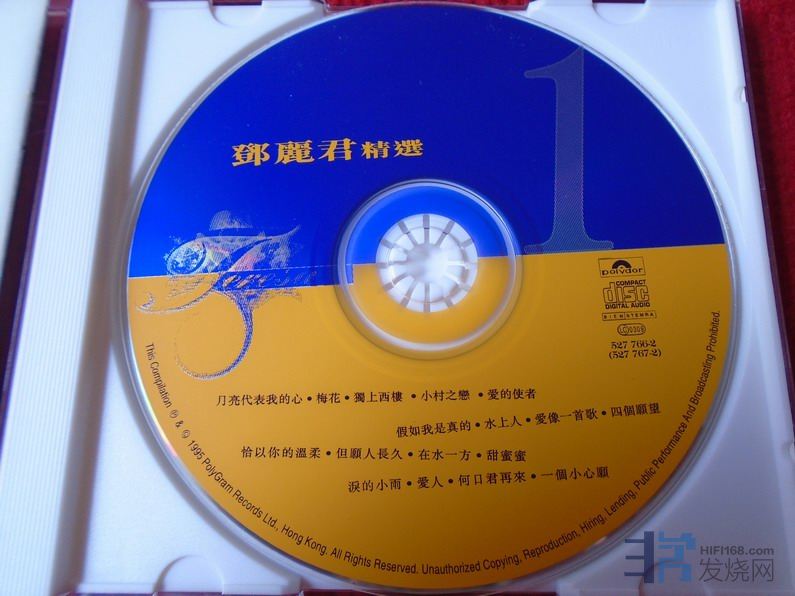 1
鄧麗君精選
Teresa
polydor
COMPACT
disc
DIGITAL AUDIO
BIEM/STEMRA
LC 0309
527 766-2
(527 767-2)
月亮代表我的心•梅花•獨上西樓•小村之戀•愛的使者
假如我是真的•水上人•愛像一首歌•四個願望
恰以你的溫柔•但願人長久•在水一方•甜蜜蜜
淚的小雨•愛人•何日君再來•一個小心願
This Compilation ℗ & © 1995 PolyGram Records Ltd., Hong Kong. All Rights Reserved. Unauthorized Copying, Reproduction, Hiring, Lending, Public Performance And Broadcasting Prohibited.
HIFI168.com
发烧网